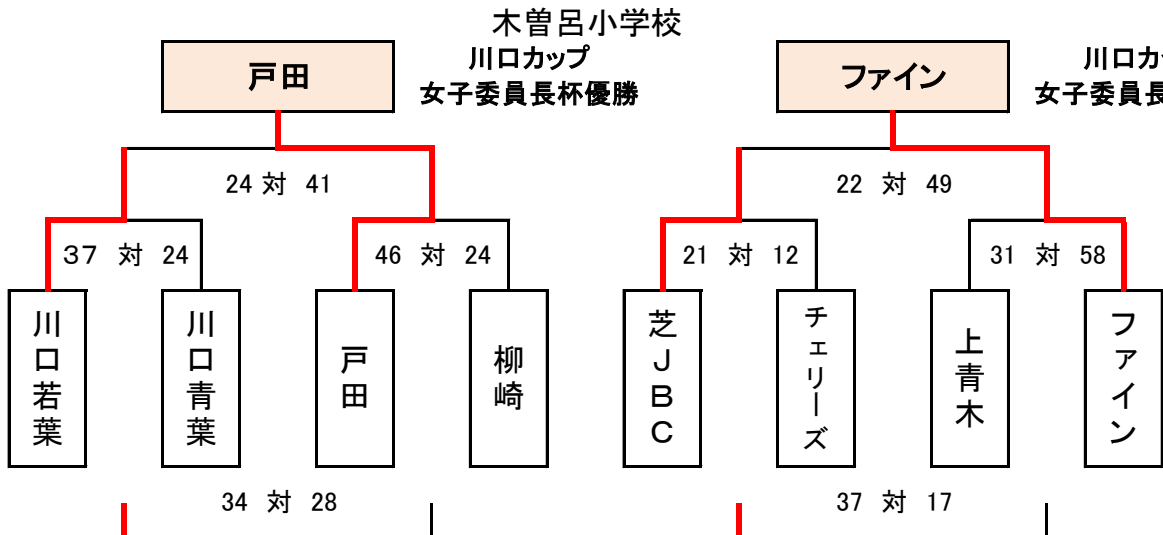 木曽呂小学校
戸田
川口カップ
女子委員長杯優勝
ファイン
川口カ
女子委員長
24 対 41
22 対 49
37 対 24
46 対 24
21 対 12
31 対 58
川口若葉
川口青葉
戸田
柳崎
芝JBC
チェリーズ
上青木
ファイン
34 対 28
37 対 17